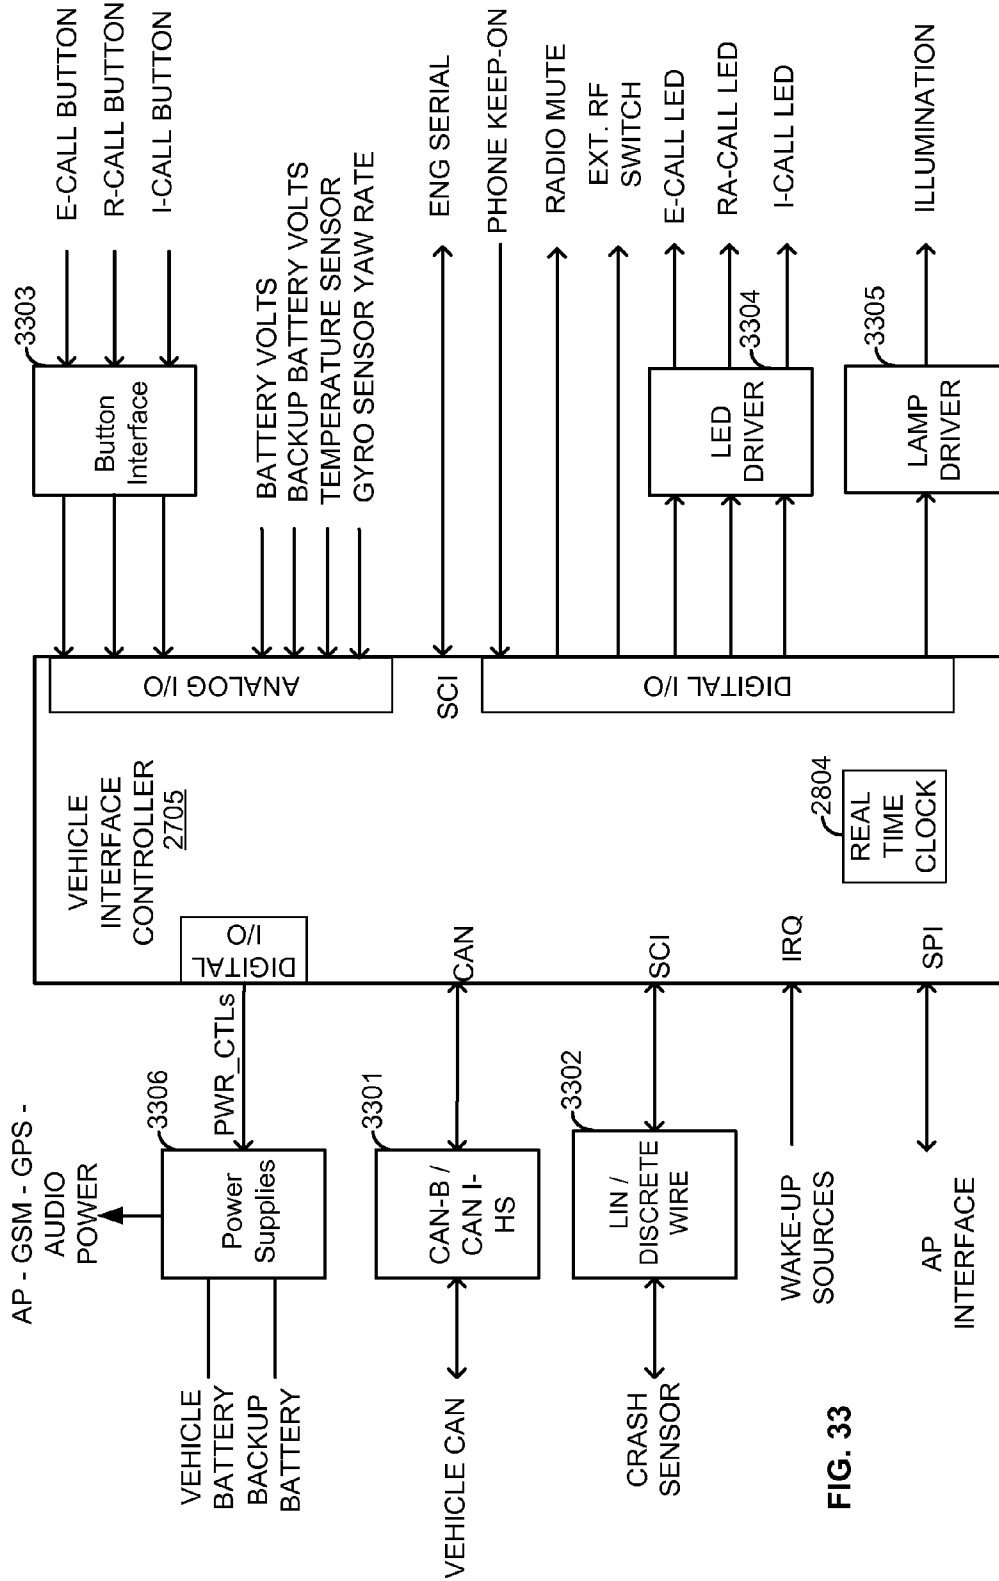 AP - GSM - GPS -
AUDIO
POWER
VEHICLE
BATTERY
BACKUP
BATTERY
3306
Power
Supplies
PWR_CTLs
DIGITAL
I/O
VEHICLE
INTERFACE
CONTROLLER
2705
ANALOG I/O
3303
Button
Interface
E-CALL BUTTON
R-CALL BUTTON
I-CALL BUTTON
BATTERY VOLTS
BACKUP BATTERY VOLTS
TEMPERATURE SENSOR
GYRO SENSOR YAW RATE
VEHICLE CAN
3301
CAN-B /
CAN I-
HS
CAN
SCI
ENG SERIAL
PHONE KEEP-ON
RADIO MUTE
EXT. RF
SWITCH
CRASH
SENSOR
3302
LIN /
DISCRETE
WIRE
SCI
DIGITAL I/O
LED
DRIVER
3304
E-CALL LED
RA-CALL LED
I-CALL LED
WAKE-UP
SOURCES
IRQ
2804
REAL
TIME
CLOCK
3305
LAMP
DRIVER
ILLUMINATION
AP
INTERFACE
SPI
FIG. 33